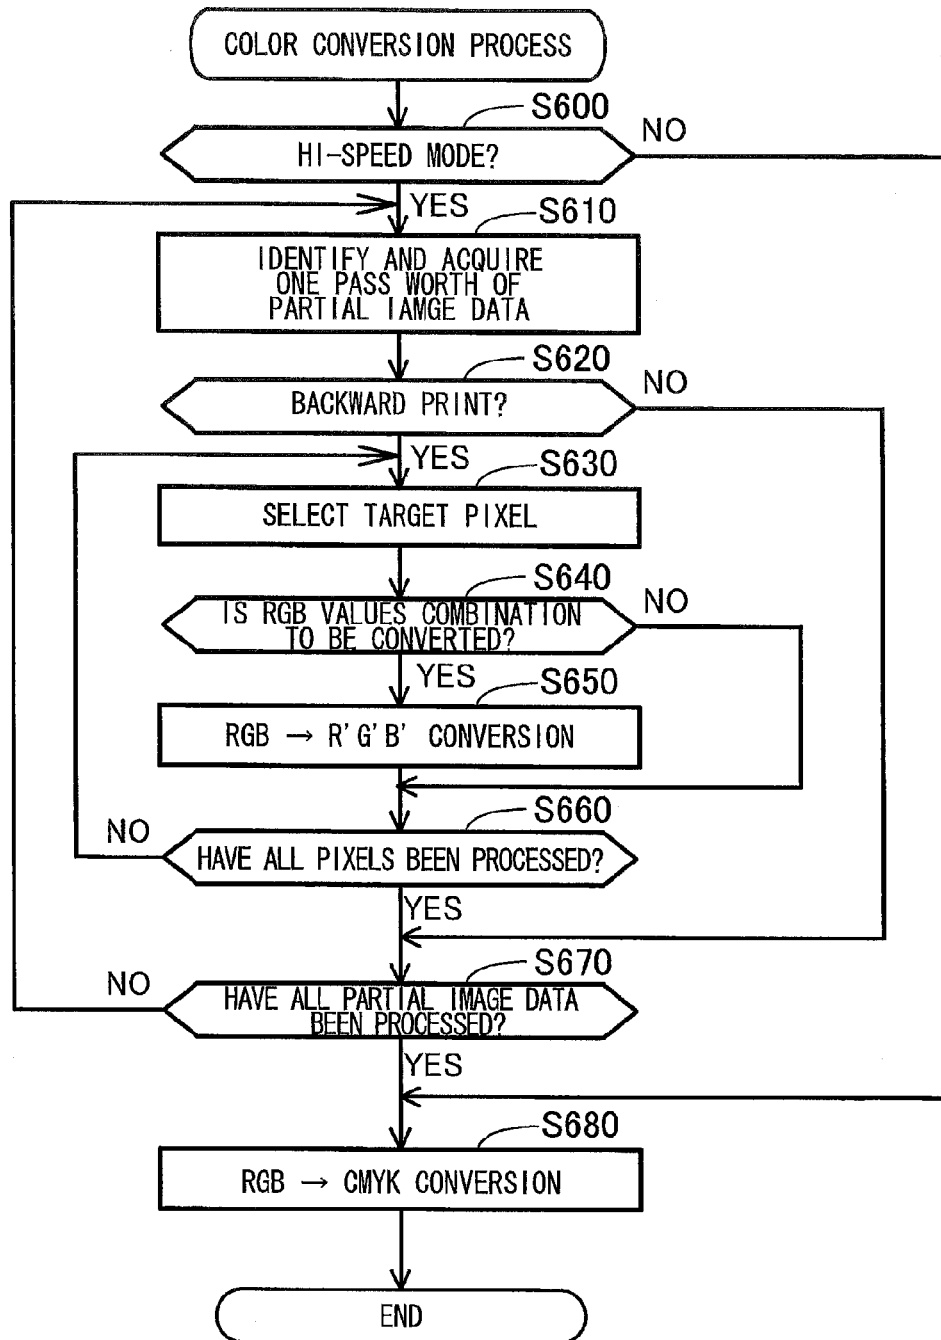 COLOR CONVERSION PROCESS
S600
HI-SPEED MODE?
NO
YES
S610
IDENTIFY AND ACQUIRE
ONE PASS WORTH OF
PARTIAL IAMGE DATA
S620
BACKWARD PRINT?
NO
YES
S630
SELECT TARGET PIXEL
S640
IS RGB VALUES COMBINATION
TO BE CONVERTED?
NO
YES
S650
RGB → R'G'B' CONVERSION
S660
NO
HAVE ALL PIXELS BEEN PROCESSED?
YES
S670
NO
HAVE ALL PARTIAL IMAGE DATA
BEEN PROCESSED?
YES
S680
RGB → CMYK CONVERSION
END